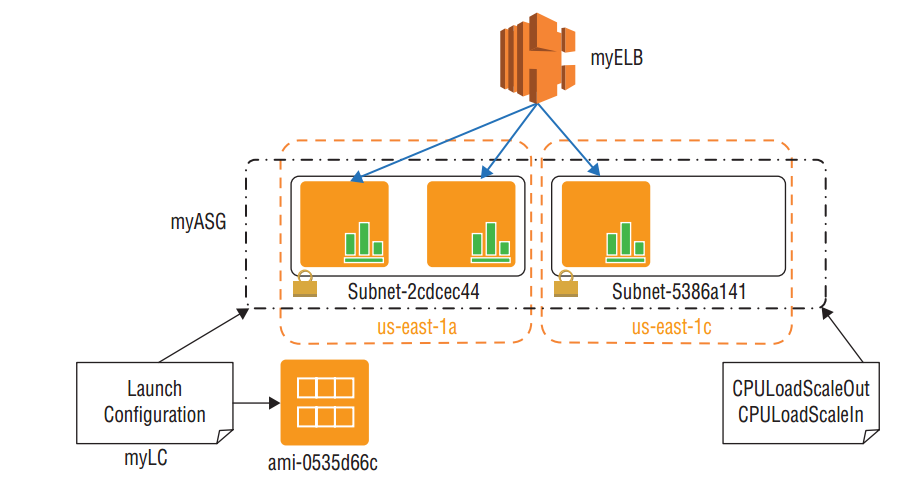 myELB
myASG
Subnet-2cdcec44
Subnet-5386a141
us-east-1a
us-east-1c
Launch
Configuration
myLC
ami-0535d66c
CPULoadScaleOut
CPULoadScaleIn